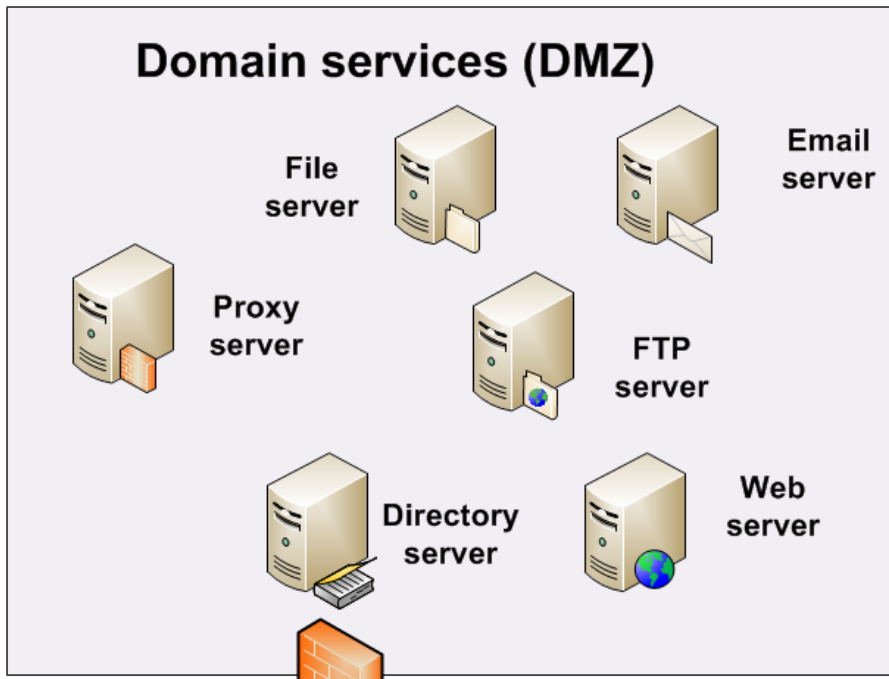 Domain services (DMZ)
File
server
Email
server
Proxy
server
FTP
server
Directory
server
Web
server